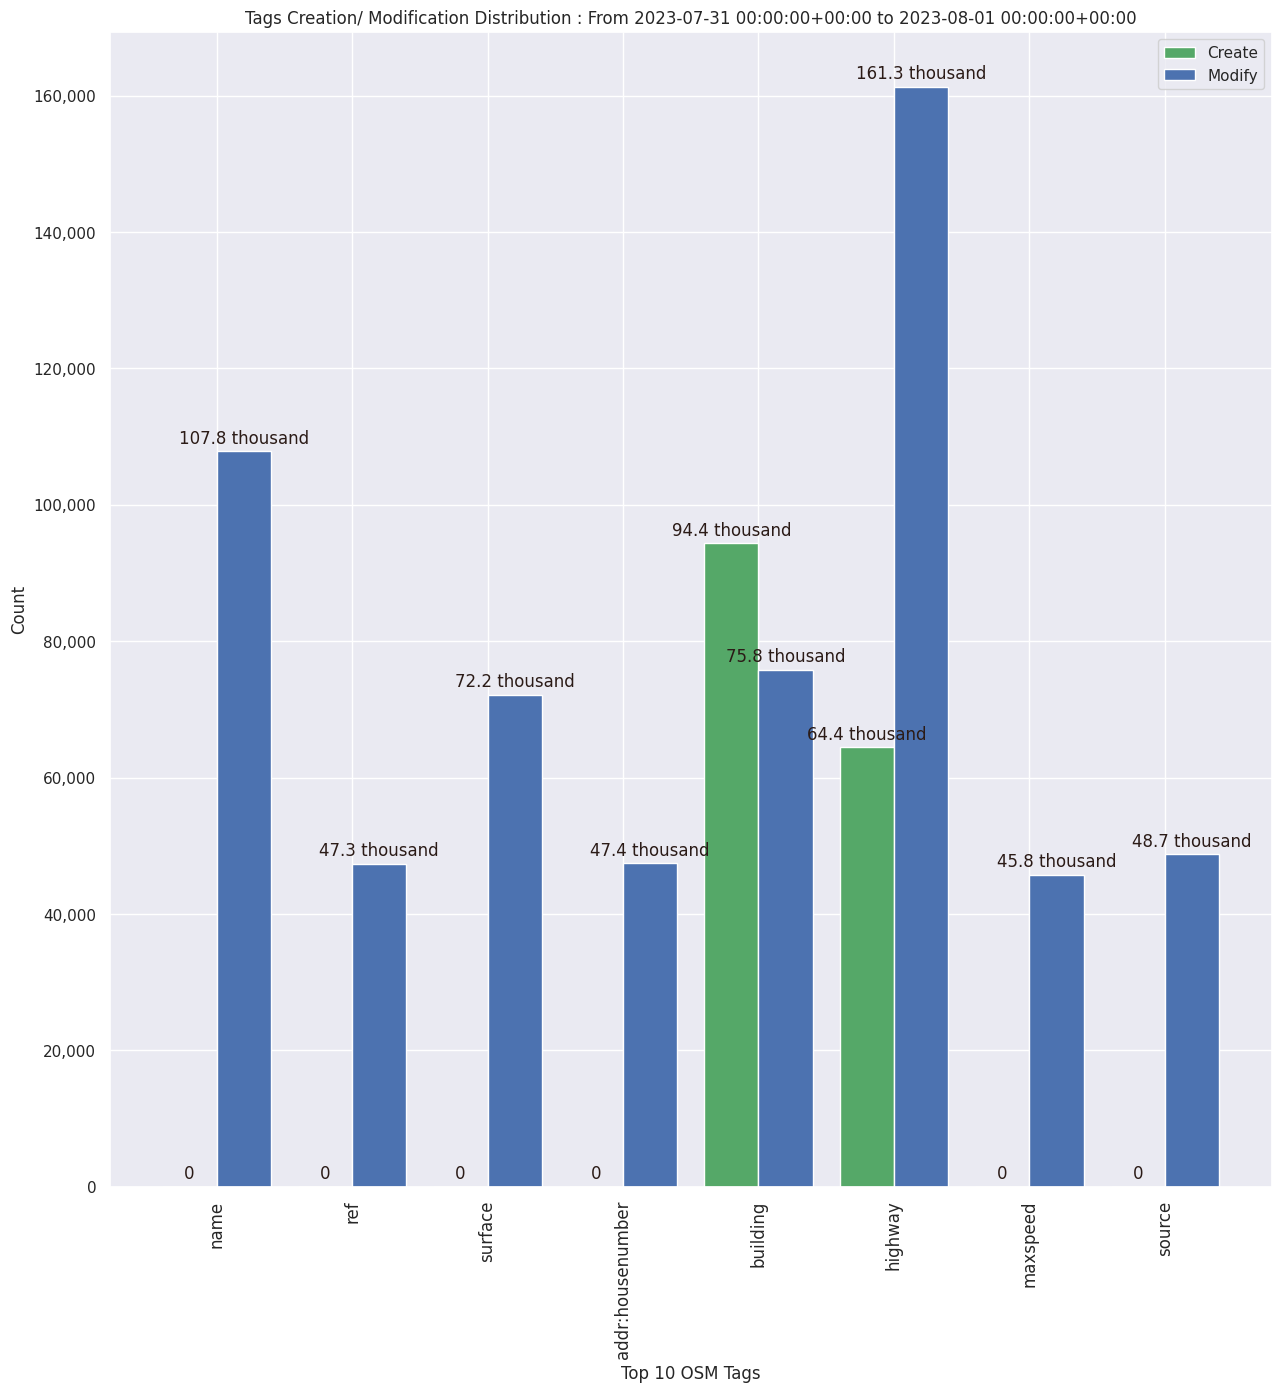 Tags Creation/ Modification Distribution : From 2023-07-31 00:00:00+00:00 to 2023-08-01 00:00:00+00:00
Create
Modify
Count
160,000
140,000
120,000
100,000
80,000
60,000
40,000
20,000
0
161.3 thousand
107.8 thousand
94.4 thousand
75.8 thousand
72.2 thousand
64.4 thousand
47.3 thousand
47.4 thousand
45.8 thousand
48.7 thousand
0
0
0
0
0
0
name
ref
surface
addr:housenumber
building
highway
maxspeed
source
Top 10 OSM Tags